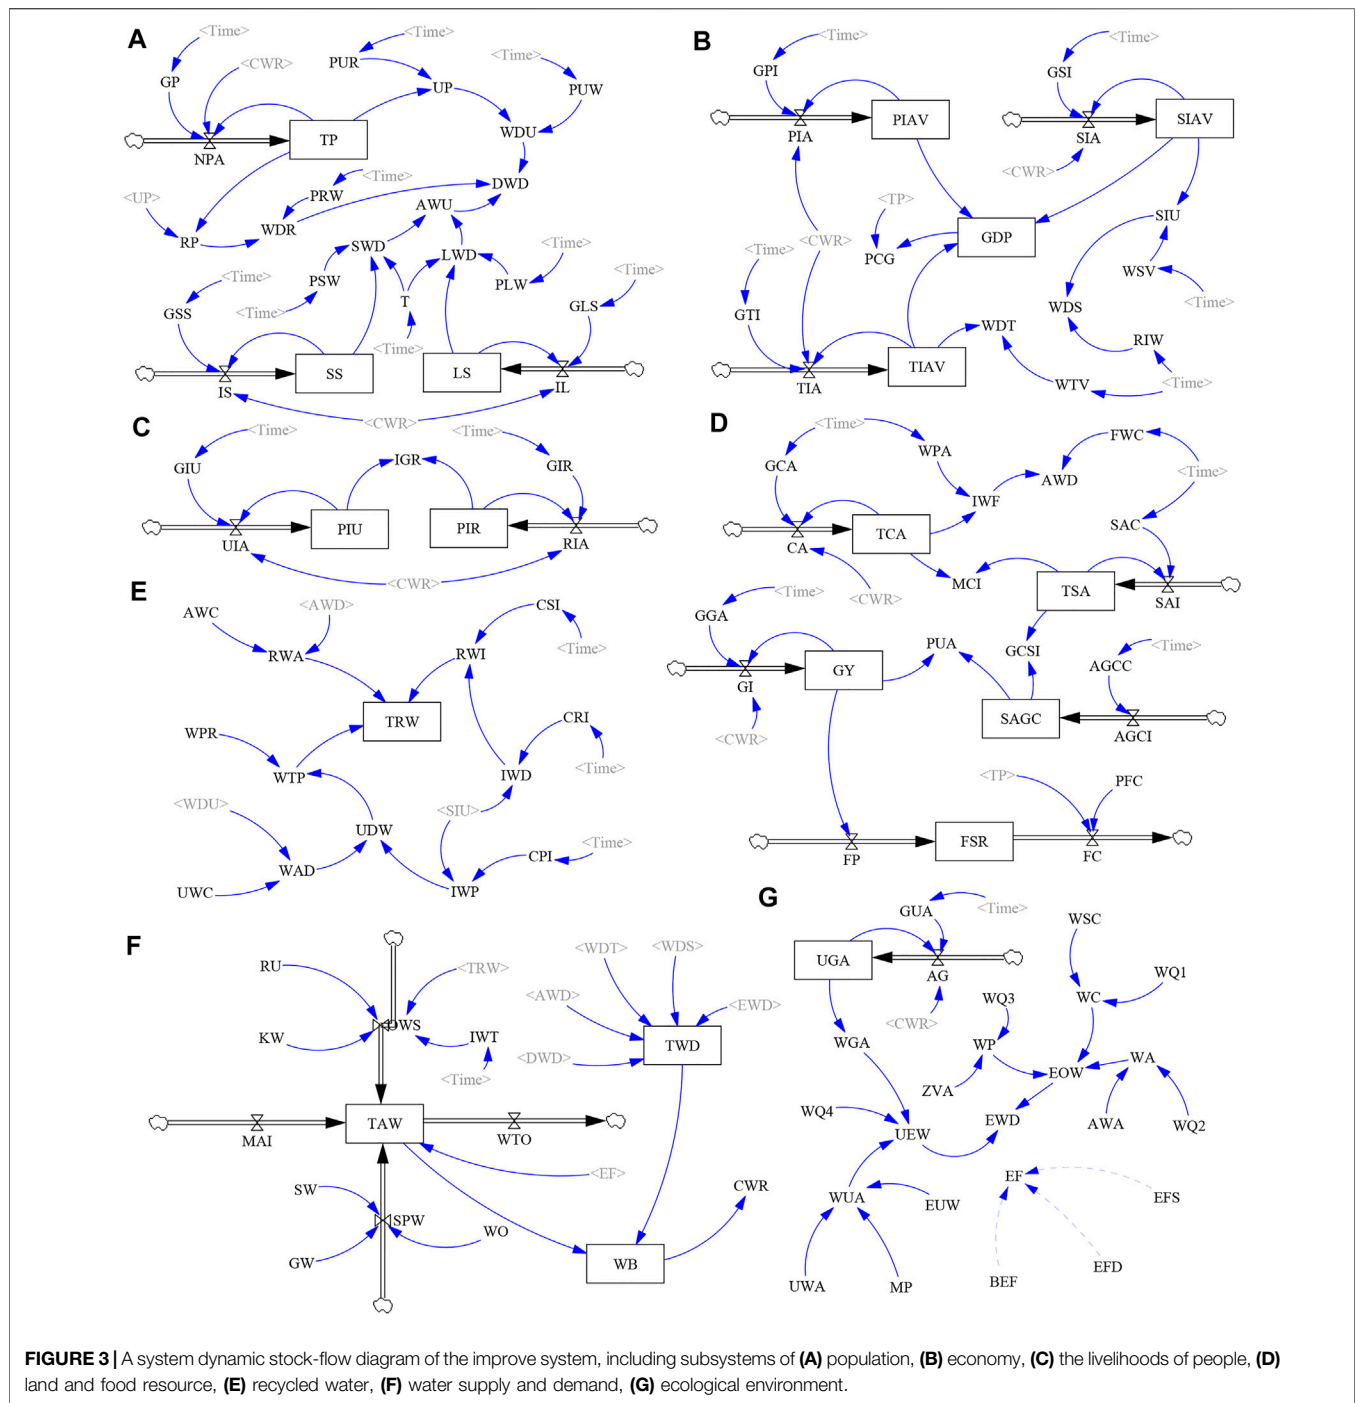 A
<Time>
GP
<CWR>
PUR
<Time>
UP
<Time>
PUW
TP
NPA
WDU
DWD
<UP>
PRW
<Time>
AWU
RP
WDR
SWD
LWD
PSW
PLW
<Time>
<Time>
GSS
<Time>
T
GLS
<Time>
<Time>
SS
LS
IS
IL
<CWR>
B
<Time>
GPI
<Time>
GSI
PIAV
PIA
SIAV
SIA
<CWR>
<TP>
SIU
<CWR>
GDP
PCG
<Time>
WSV
<Time>
GTI
WDS
WDT
RIW
TIAV
TIA
WTV
<Time>
C
<Time>
GIU
IGR
<Time>
GIR
PIU
PIR
UIA
RIA
<CWR>
D
<Time>
GCA
WPA
FWC
AWD
<Time>
IWF
SAC
TCA
CA
MCI
<CWR>
TSA
SAI
<Time>
GGA
PUA
GCSI
<Time>
AGCC
GY
GI
SAGC
AGCI
<CWR>
<TP>
PFC
FSR
FP
FC
E
AWC
<AWD>
CSI
<Time>
RWA
RWI
TRW
WPR
CRI
WTP
IWD
<Time>
<WDU>
<SIU>
UDW
WAD
CPI
<Time>
UWC
IWP
F
RU
<TRW>
OWS
KW
IWT
<Time>
TAW
MAI
WTO
<EF>
SW
SPW
WO
GW
<WDT>
<WDS>
<AWD>
<EWD>
TWD
<DWD>
CWR
WB
G
GUA
<Time>
UGA
AG
<CWR>
WSC
WQ1
WQ3
WC
WGA
WP
WA
EOW
ZVA
WQ4
EWD
AWA
WQ2
UEW
EF
EFS
WUA
EUW
UWA
MP
BEF
EFD
FIGURE 3 | A system dynamic stock-flow diagram of the improve system, including subsystems of (A) population, (B) economy, (C) the livelihoods of people, (D)
land and food resource, (E) recycled water, (F) water supply and demand, (G) ecological environment.